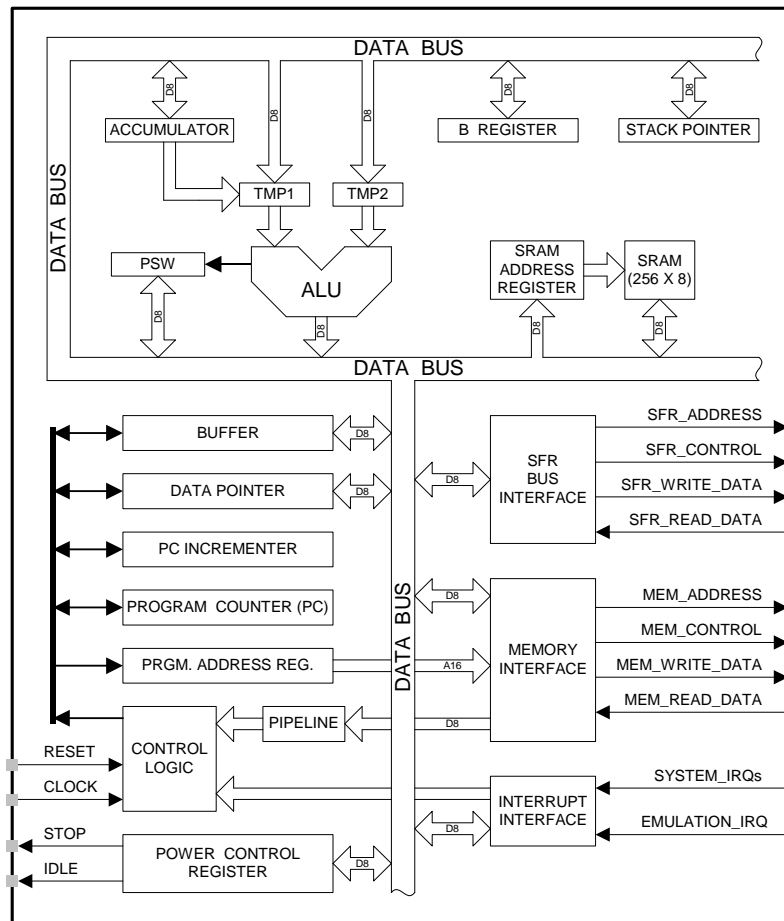 DATA BUS
D8
D8
D8
D8
D8
ACCUMULATOR
B REGISTER
STACK POINTER
DATA BUS
TMP1
TMP2
PSW
ALU
SRAM
ADDRESS
REGISTER
SRAM
(256 X 8)
D8
D8
D8
D8
DATA BUS
BUFFER
D8
DATA POINTER
D8
PC INCREMENTER
PROGRAM COUNTER (PC)
PRGM. ADDRESS REG.
A16
DATA BUS
D8
SFR
BUS
INTERFACE
SFR_ADDRESS
SFR_CONTROL
SFR_WRITE_DATA
SFR_READ_DATA
D8
MEMORY
INTERFACE
MEM_ADDRESS
MEM_CONTROL
MEM_WRITE_DATA
MEM_READ_DATA
CONTROL
LOGIC
PIPELINE
D8
RESET
CLOCK
STOP
IDLE
POWER CONTROL
REGISTER
D8
D8
INTERRUPT
INTERFACE
SYSTEM_IRQs
EMULATION_IRQ